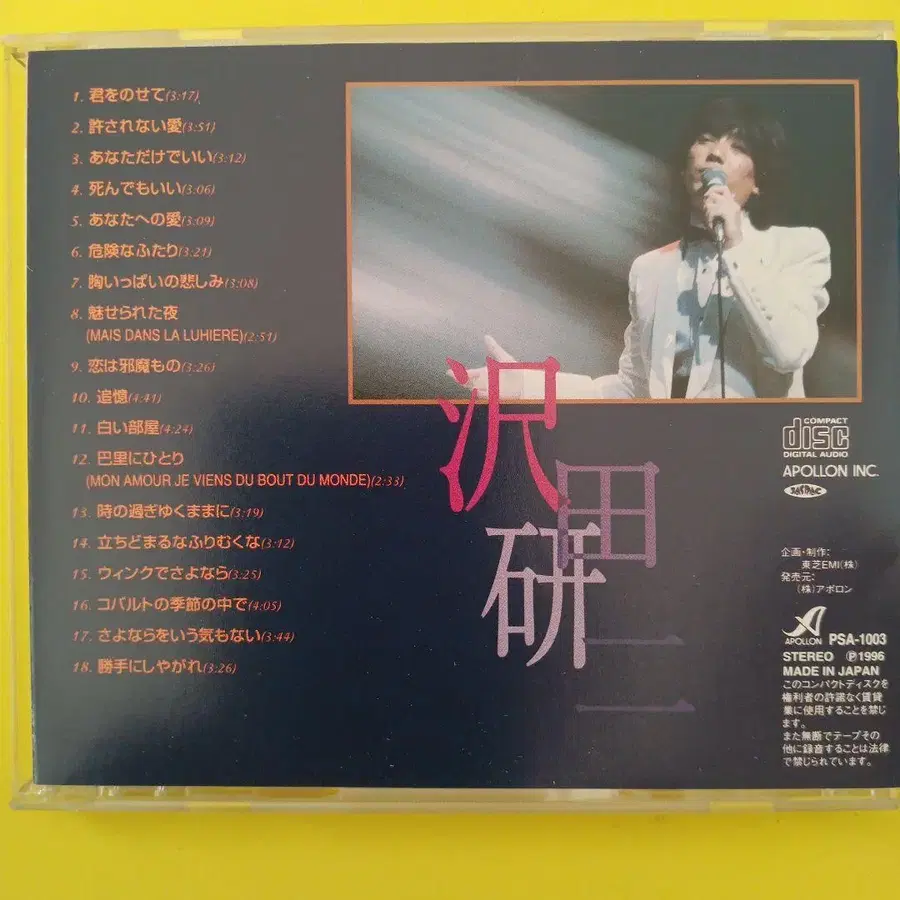 1. 君をのせて(3:17)
2. 許されない愛(3:51)
3. あなただけでいい(3:12)
4. 死んでもいい(3:06)
5. あなたへの愛(3:09)
6. 危険なふたり(3:21)
7. 胸いっぱいの悲しみ(3:08)
8. 魅せられた夜
(MAIS DANS LA LUHIERE)(2:51)
9. 恋は邪魔もの(3:26)
10. 追憶(4:41)
11. 白い部屋(4:24)
12. 巴里にひとり
(MON AMOUR JE VIENS DU BOUT DU MONDE)(2:33)
13. 時の過ぎゆくままに(3:19)
14. 立ちどまるなふりむくな(3:12)
15. ウィンクでさよなら(3:25)
16. コバルトの季節の中で(4:05)
17. さよならをいう気もない(3:44)
18. 勝手にしやがれ(3:26)
沢田研二
COMPACT
disc
DIGITAL AUDIO
APOLLON INC.
JASRAC
企画・制作:
東芝EMI(株)
発売元:
(株)アポロン
APOLLON PSA-1003
STEREO Ⓟ1996
MADE IN JAPAN
このコンパクトディスクを
権利者の許諾なく賃貸
業に使用することを禁じ
ます。
また無断でテープその
他に録音することは法律
で禁じられています。